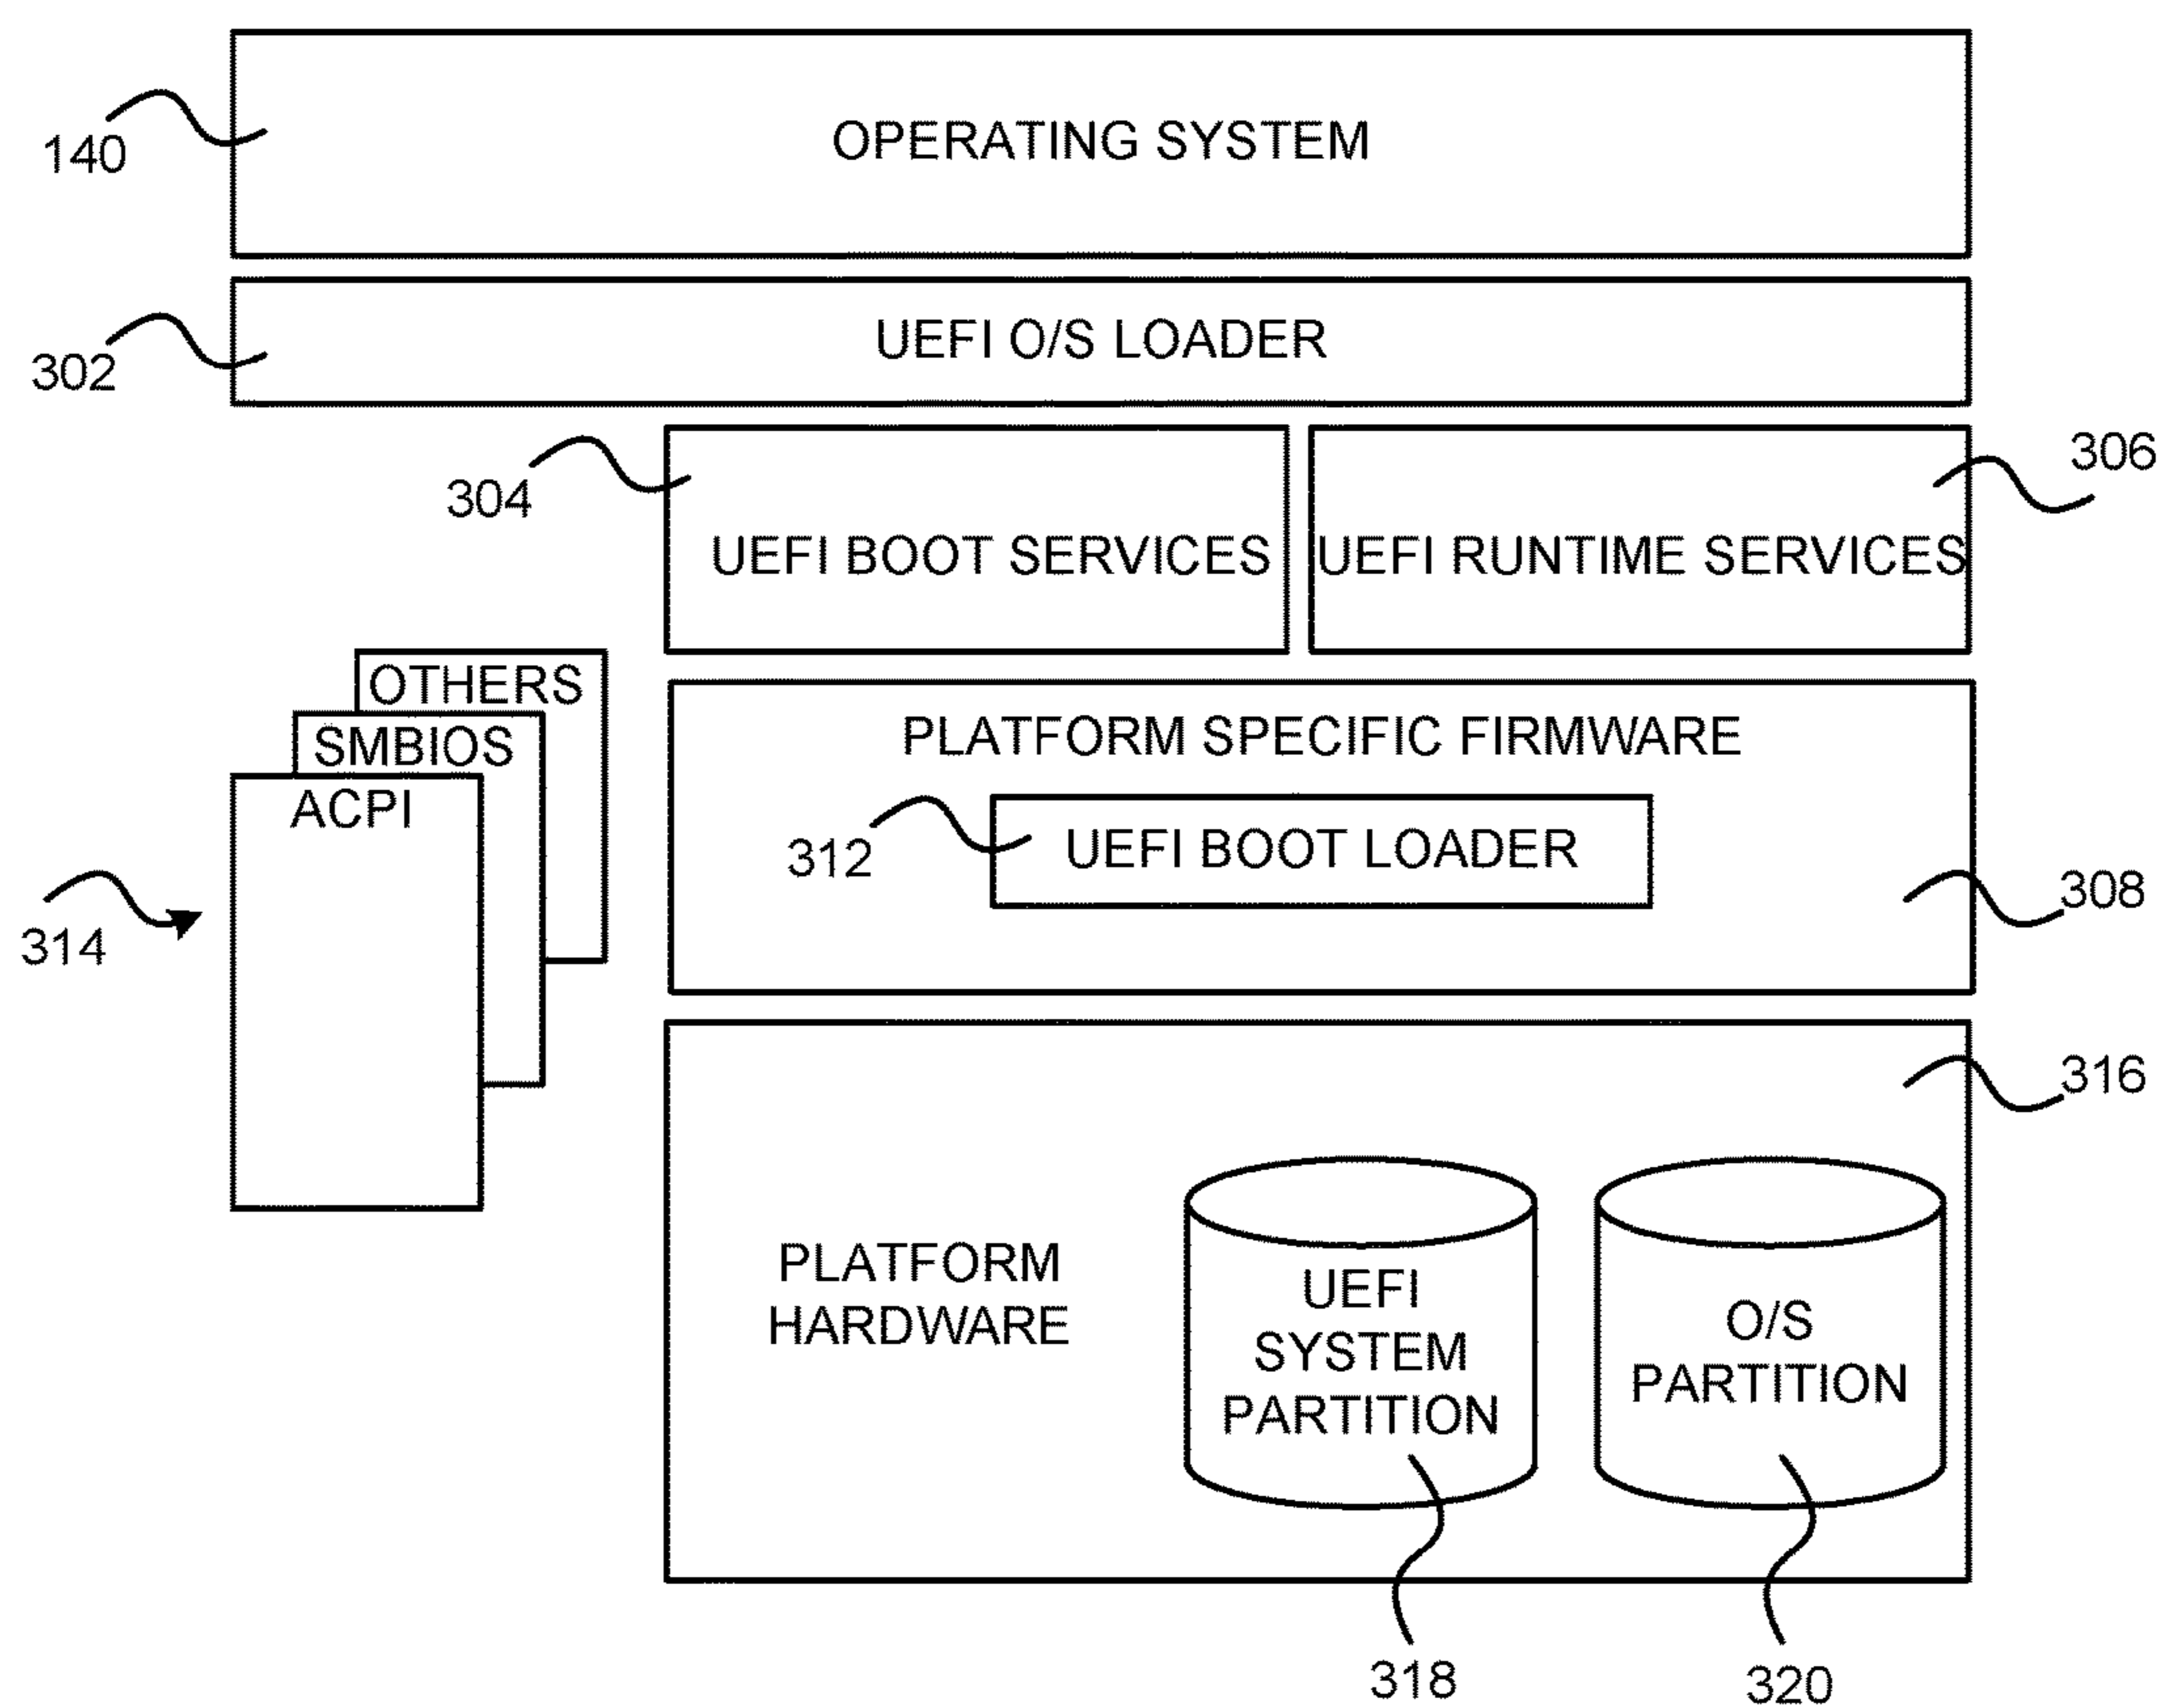 OPERATING SYSTEM
140
UEFI O/S LOADER
302
306
304
UEFI BOOT SERVICES
UEFI RUNTIME SERVICES
OTHERS
SMBIOS
ACPI
314
PLATFORM SPECIFIC FIRMWARE
312
UEFI BOOT LOADER
308
316
PLATFORM
HARDWARE
UEFI
SYSTEM
PARTITION
O/S
PARTITION
318
320